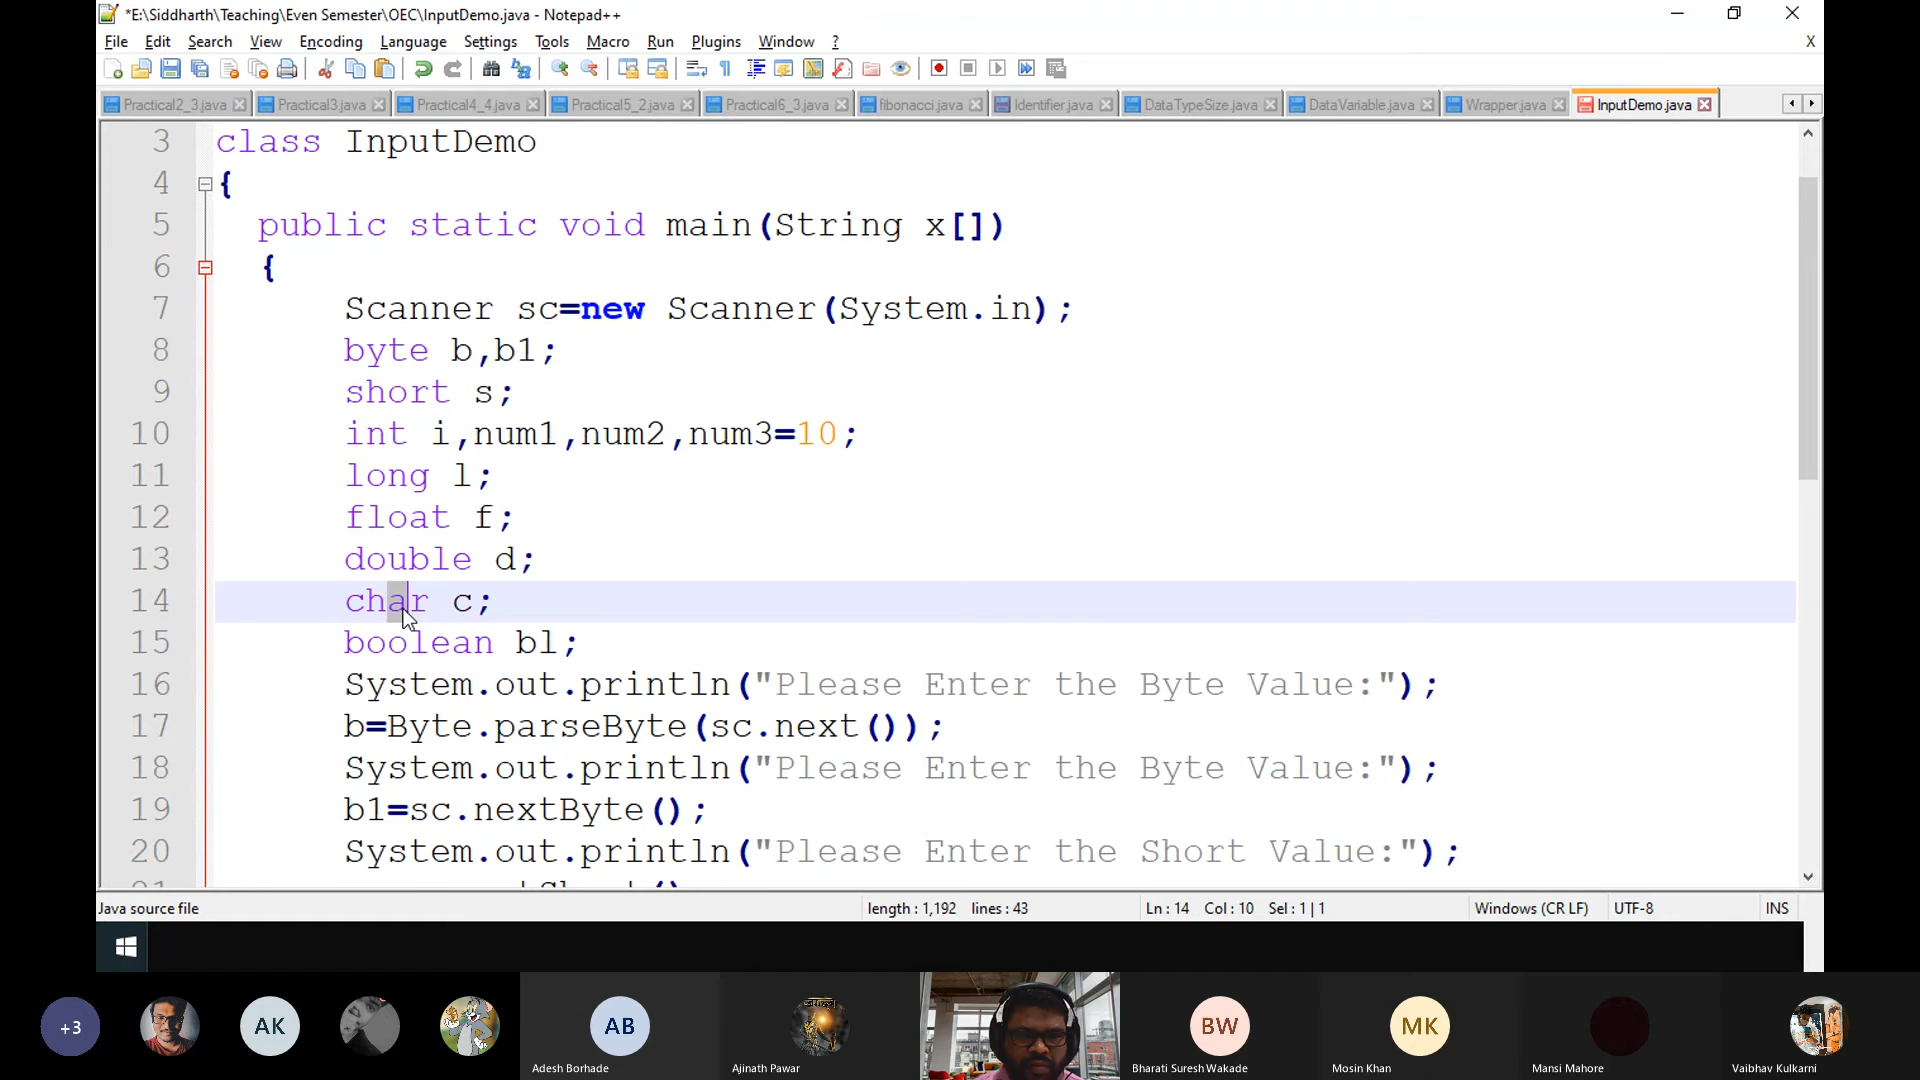 *E:\Siddharth\Teaching\Even Semester\OEC\InputDemo.java - Notepad++
File Edit Search View Encoding Language Settings Tools Macro Run Plugins Window ? X
Practical2_3.java Practical3.java Practical4_4.java Practical5_2.java Practical6_3.java fibonacci.java Identifier.java DataTypeSize.java DataVariable.java Wrapper.java InputDemo.java
3 class InputDemo
4 {
5 public static void main(String x[])
6 {
7 Scanner sc=new Scanner(System.in);
8 byte b,b1;
9 short s;
10 int i,num1,num2,num3=10;
11 long l;
12 float f;
13 double d;
14 char c;
15 boolean bl;
16 System.out.println("Please Enter the Byte Value:");
17 b=Byte.parseByte(sc.next());
18 System.out.println("Please Enter the Byte Value:");
19 b1=sc.nextByte();
20 System.out.println("Please Enter the Short Value:");
Java source file length : 1,192 lines : 43 Ln : 14 Col : 10 Sel : 1 | 1 Windows (CR LF) UTF-8 INS
+3 AK AB BW MK
Adesh Borhade Ajinath Pawar Bharati Suresh Wakade Mosin Khan Mansi Mahore Vaibhav Kulkarni